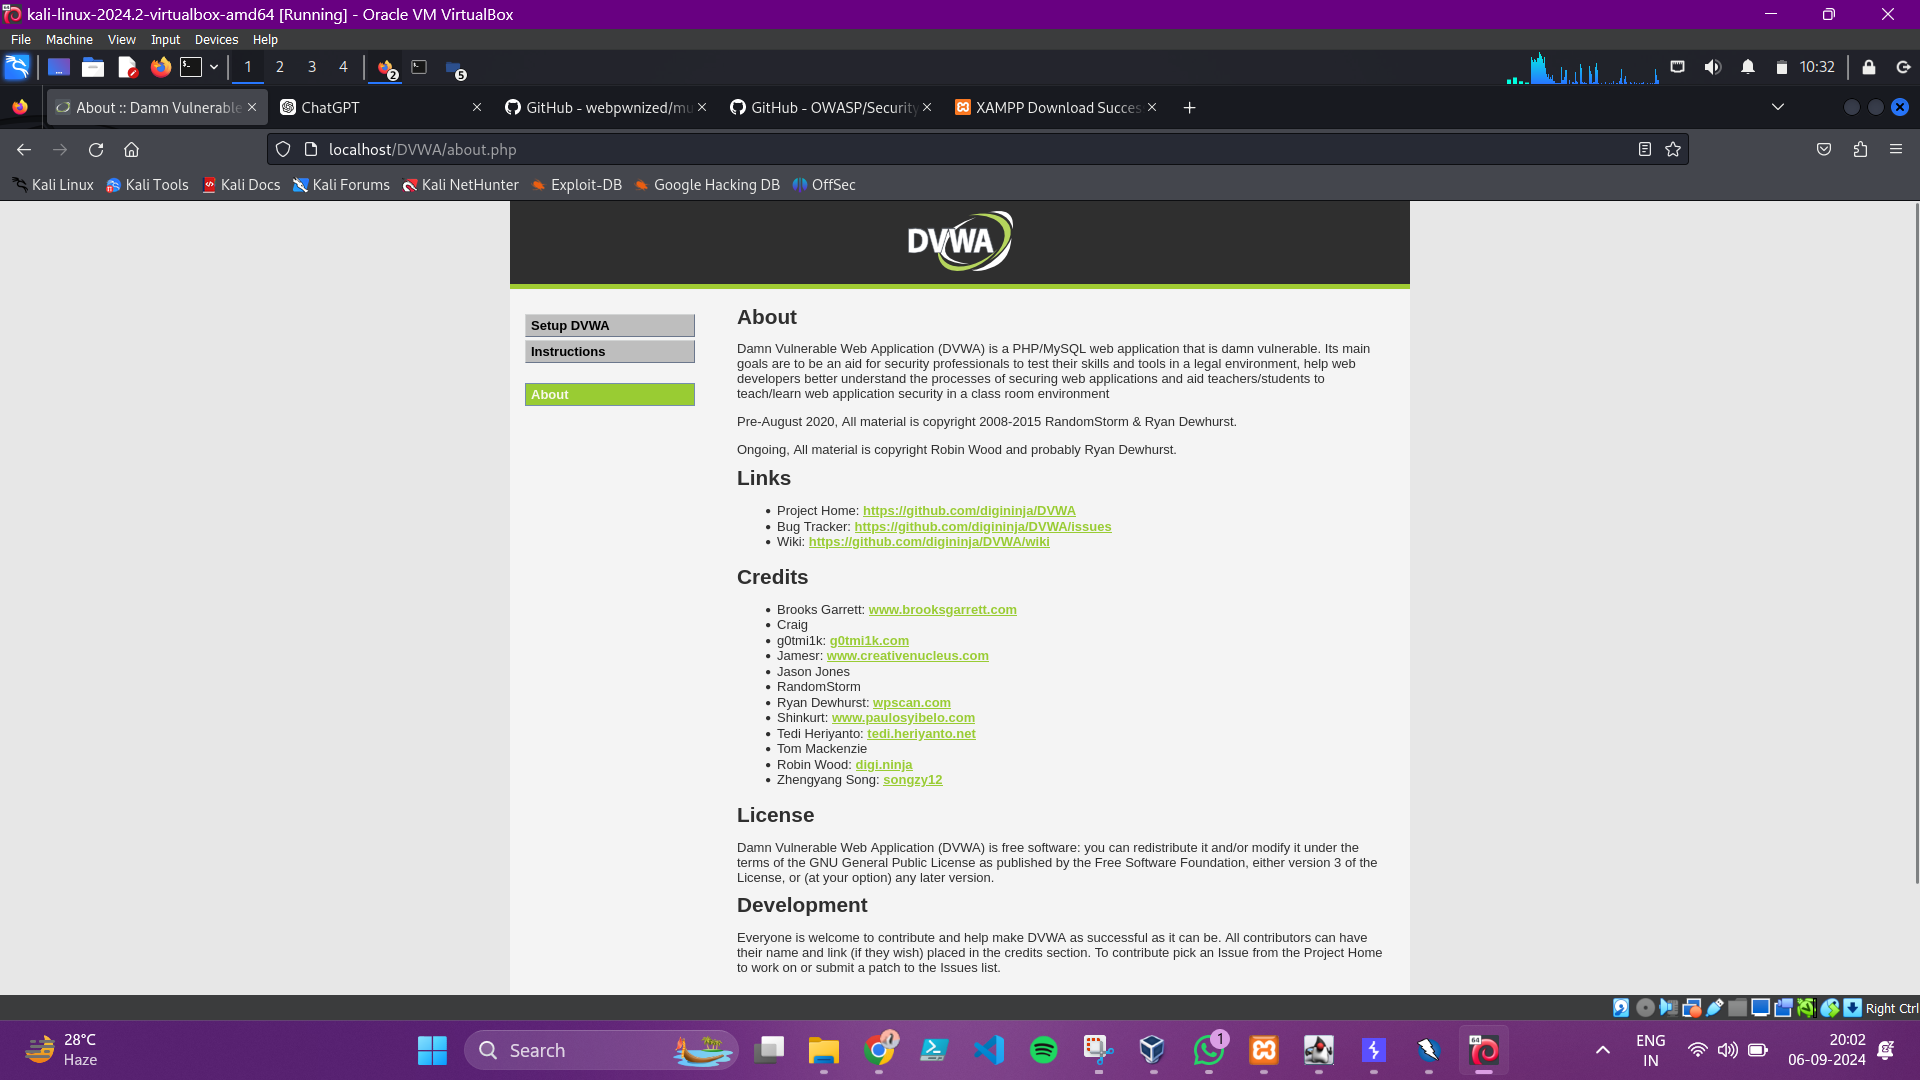 kali-linux-2024.2-virtualbox-amd64 [Running] - Oracle VM VirtualBox
File Machine View Input Devices Help
1 2 3 4 2 5 10:32
About :: Damn Vulnerable ChatGPT GitHub - webpwnized/mu GitHub - OWASP/Security XAMPP Download Succes
localhost/DVWA/about.php
Kali Linux Kali Tools Kali Docs Kali Forums Kali NetHunter Exploit-DB Google Hacking DB OffSec
DVWA
Setup DVWA
Instructions
About
About
Damn Vulnerable Web Application (DVWA) is a PHP/MySQL web application that is damn vulnerable. Its main
goals are to be an aid for security professionals to test their skills and tools in a legal environment, help web
developers better understand the processes of securing web applications and aid teachers/students to
teach/learn web application security in a class room environment
Pre-August 2020, All material is copyright 2008-2015 RandomStorm & Ryan Dewhurst.
Ongoing, All material is copyright Robin Wood and probably Ryan Dewhurst.
Links
Project Home: https://github.com/digininja/DVWA
Bug Tracker: https://github.com/digininja/DVWA/issues
Wiki: https://github.com/digininja/DVWA/wiki
Credits
Brooks Garrett: www.brooksgarrett.com
Craig
g0tmi1k: g0tmi1k.com
Jamesr: www.creativenucleus.com
Jason Jones
RandomStorm
Ryan Dewhurst: wpscan.com
Shinkurt: www.paulosyibelo.com
Tedi Heriyanto: tedi.heriyanto.net
Tom Mackenzie
Robin Wood: digi.ninja
Zhengyang Song: songzy12
License
Damn Vulnerable Web Application (DVWA) is free software: you can redistribute it and/or modify it under the
terms of the GNU General Public License as published by the Free Software Foundation, either version 3 of the
License, or (at your option) any later version.
Development
Everyone is welcome to contribute and help make DVWA as successful as it can be. All contributors can have
their name and link (if they wish) placed in the credits section. To contribute pick an Issue from the Project Home
to work on or submit a patch to the Issues list.
Right Ctrl
28°C
Haze
Search
1
64
ENG
IN
20:02
06-09-2024